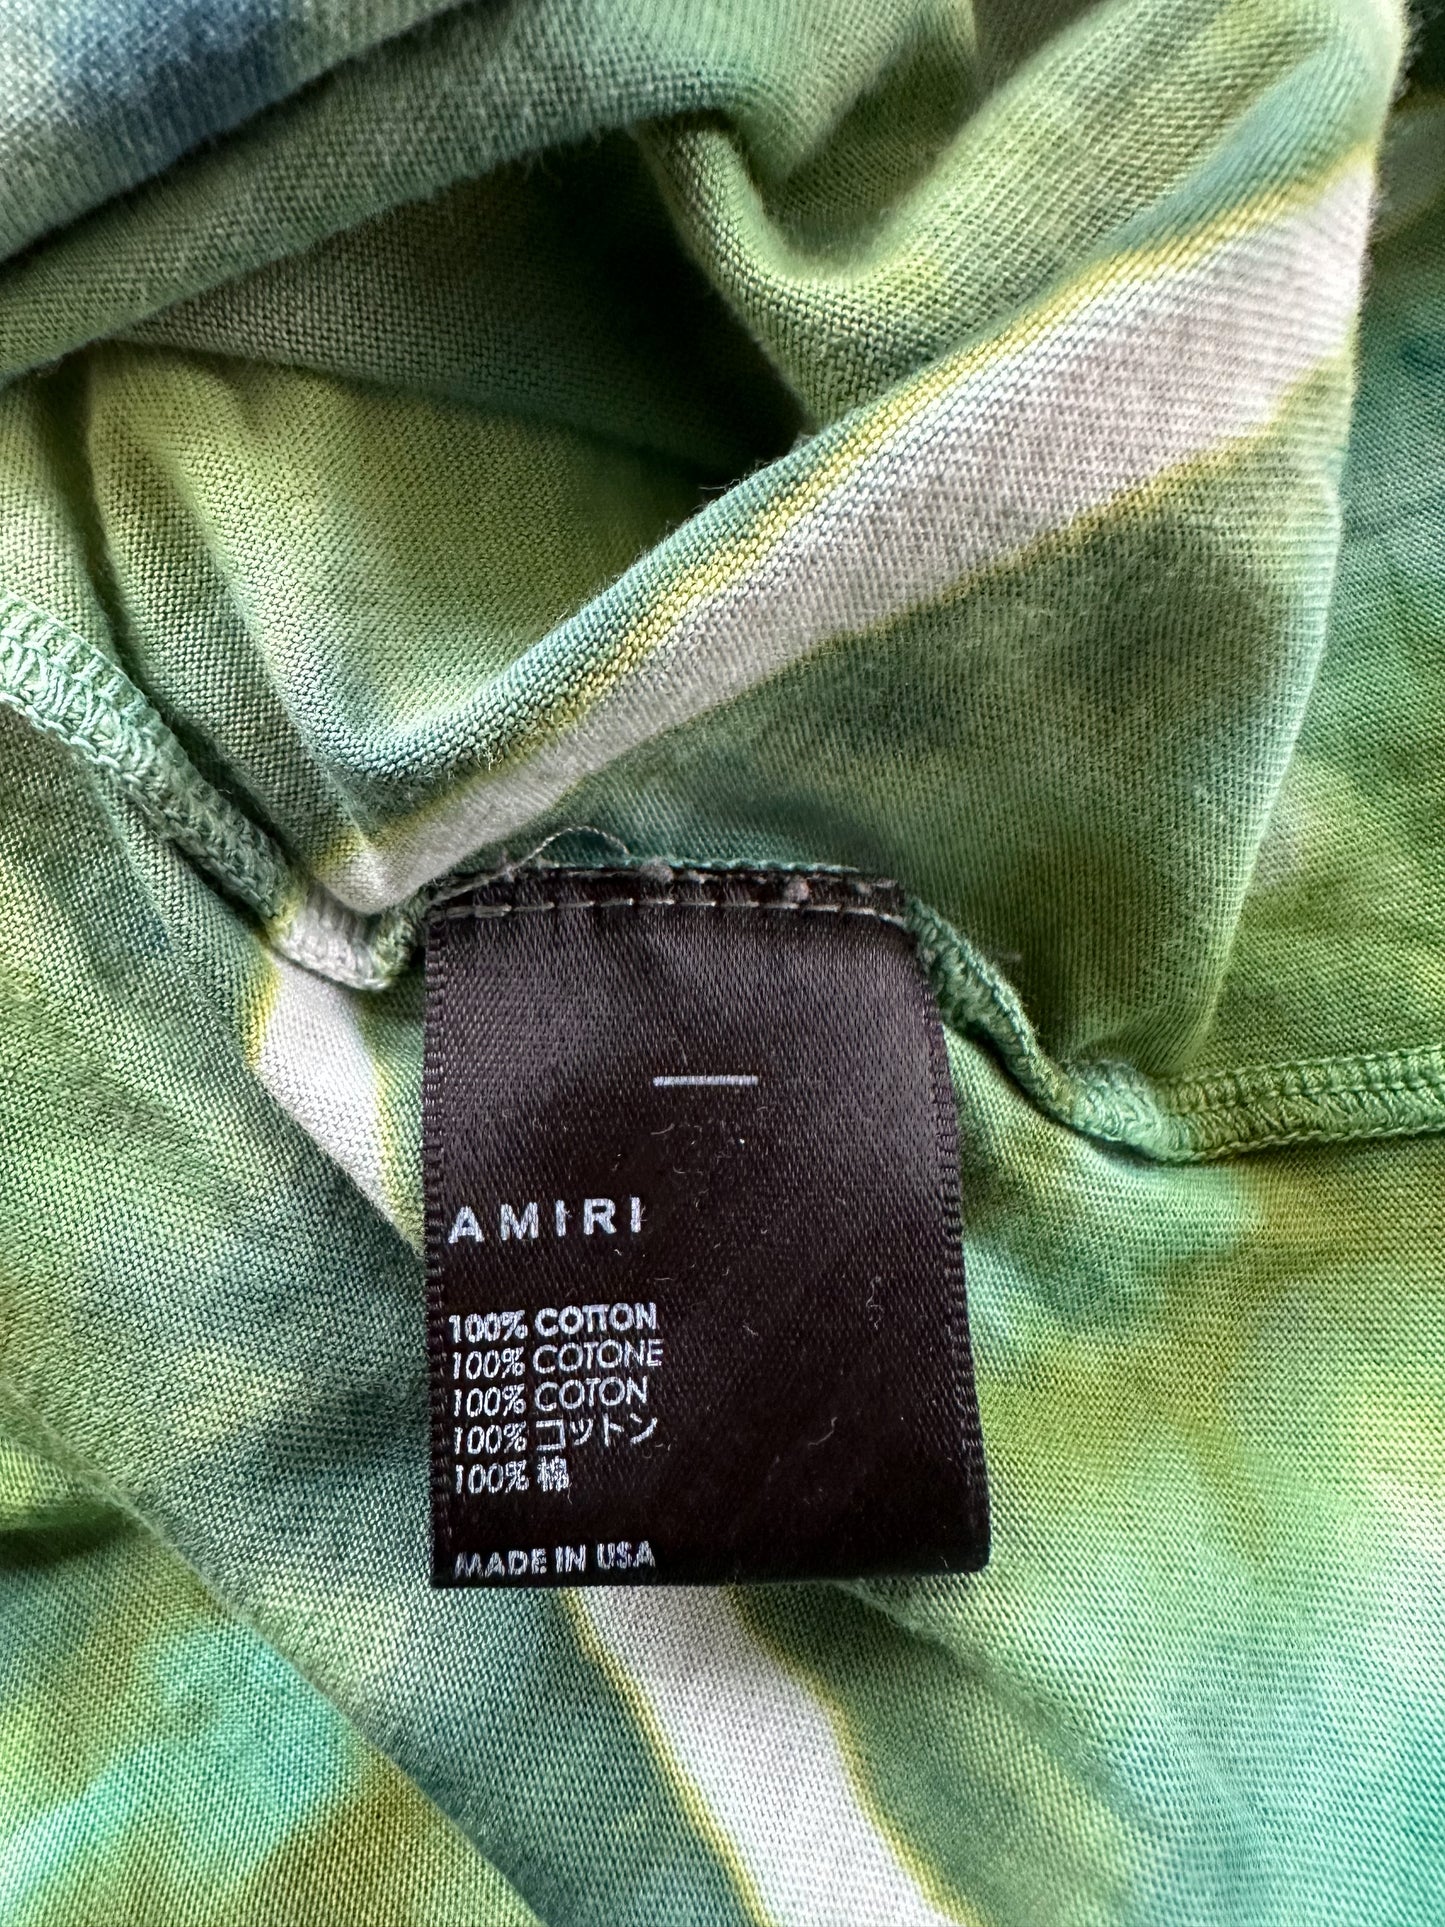 AMIRI
100% COTTON
100% COTONE
100% COTON
100% コットン
100% 棉
MADE IN USA